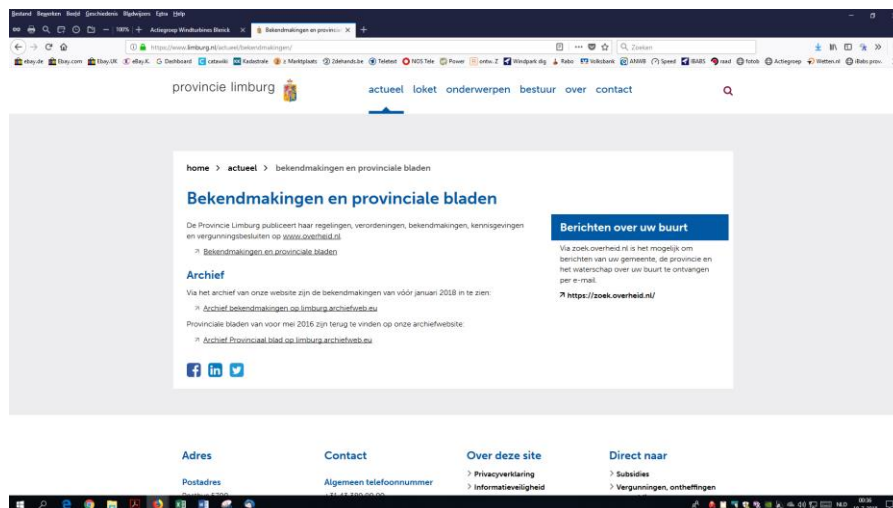 Bestand Bewerken Beeld Geschiedenis Bladwijzers Extra Help
100% Actiegroep Windturbines Blerick × Bekendmakingen en provincie × +
https://www.limburg.nl/actueel/bekendmakingen/ Zoeken
ebay.de Ebay.com Ebay.UK eBay.K. Dashboard catawiki Kadastrale Marktplaats 2dehands.be Teletext NOS Tele Power ontw. Z Windpark dig Rabo Volksbank ANWB Speed IBABS raad fotob Actiegroep Wetten.nl iBabs:prov.
provincie limburg
actueel loket onderwerpen bestuur over contact
home > actueel > bekendmakingen en provinciale bladen
Bekendmakingen en provinciale bladen
De Provincie Limburg publiceert haar regelingen, verordeningen, bekendmakingen, kennisgevingen
en vergunningsbesluiten op www.overheid.nl.
Bekendmakingen en provinciale bladen
Archief
Via het archief van onze website zijn de bekendmakingen van vóór januari 2018 in te zien:
Archief bekendmakingen op limburg.archiefweb.eu
Provinciale bladen van voor mei 2016 zijn terug te vinden op onze archiefwebsite:
Archief Provinciaal blad op limburg.archiefweb.eu
Berichten over uw buurt
Via zoek.overheid.nl is het mogelijk om
berichten van uw gemeente, de provincie en
het waterschap over uw buurt te ontvangen
per e-mail.
https://zoek.overheid.nl/
Adres
Postadres
Contact
Algemeen telefoonnummer
Over deze site
> Privacyverklaring
> Informatieveiligheid
Direct naar
> Subsidies
> Vergunningen, ontheffingen
NLD 00:36